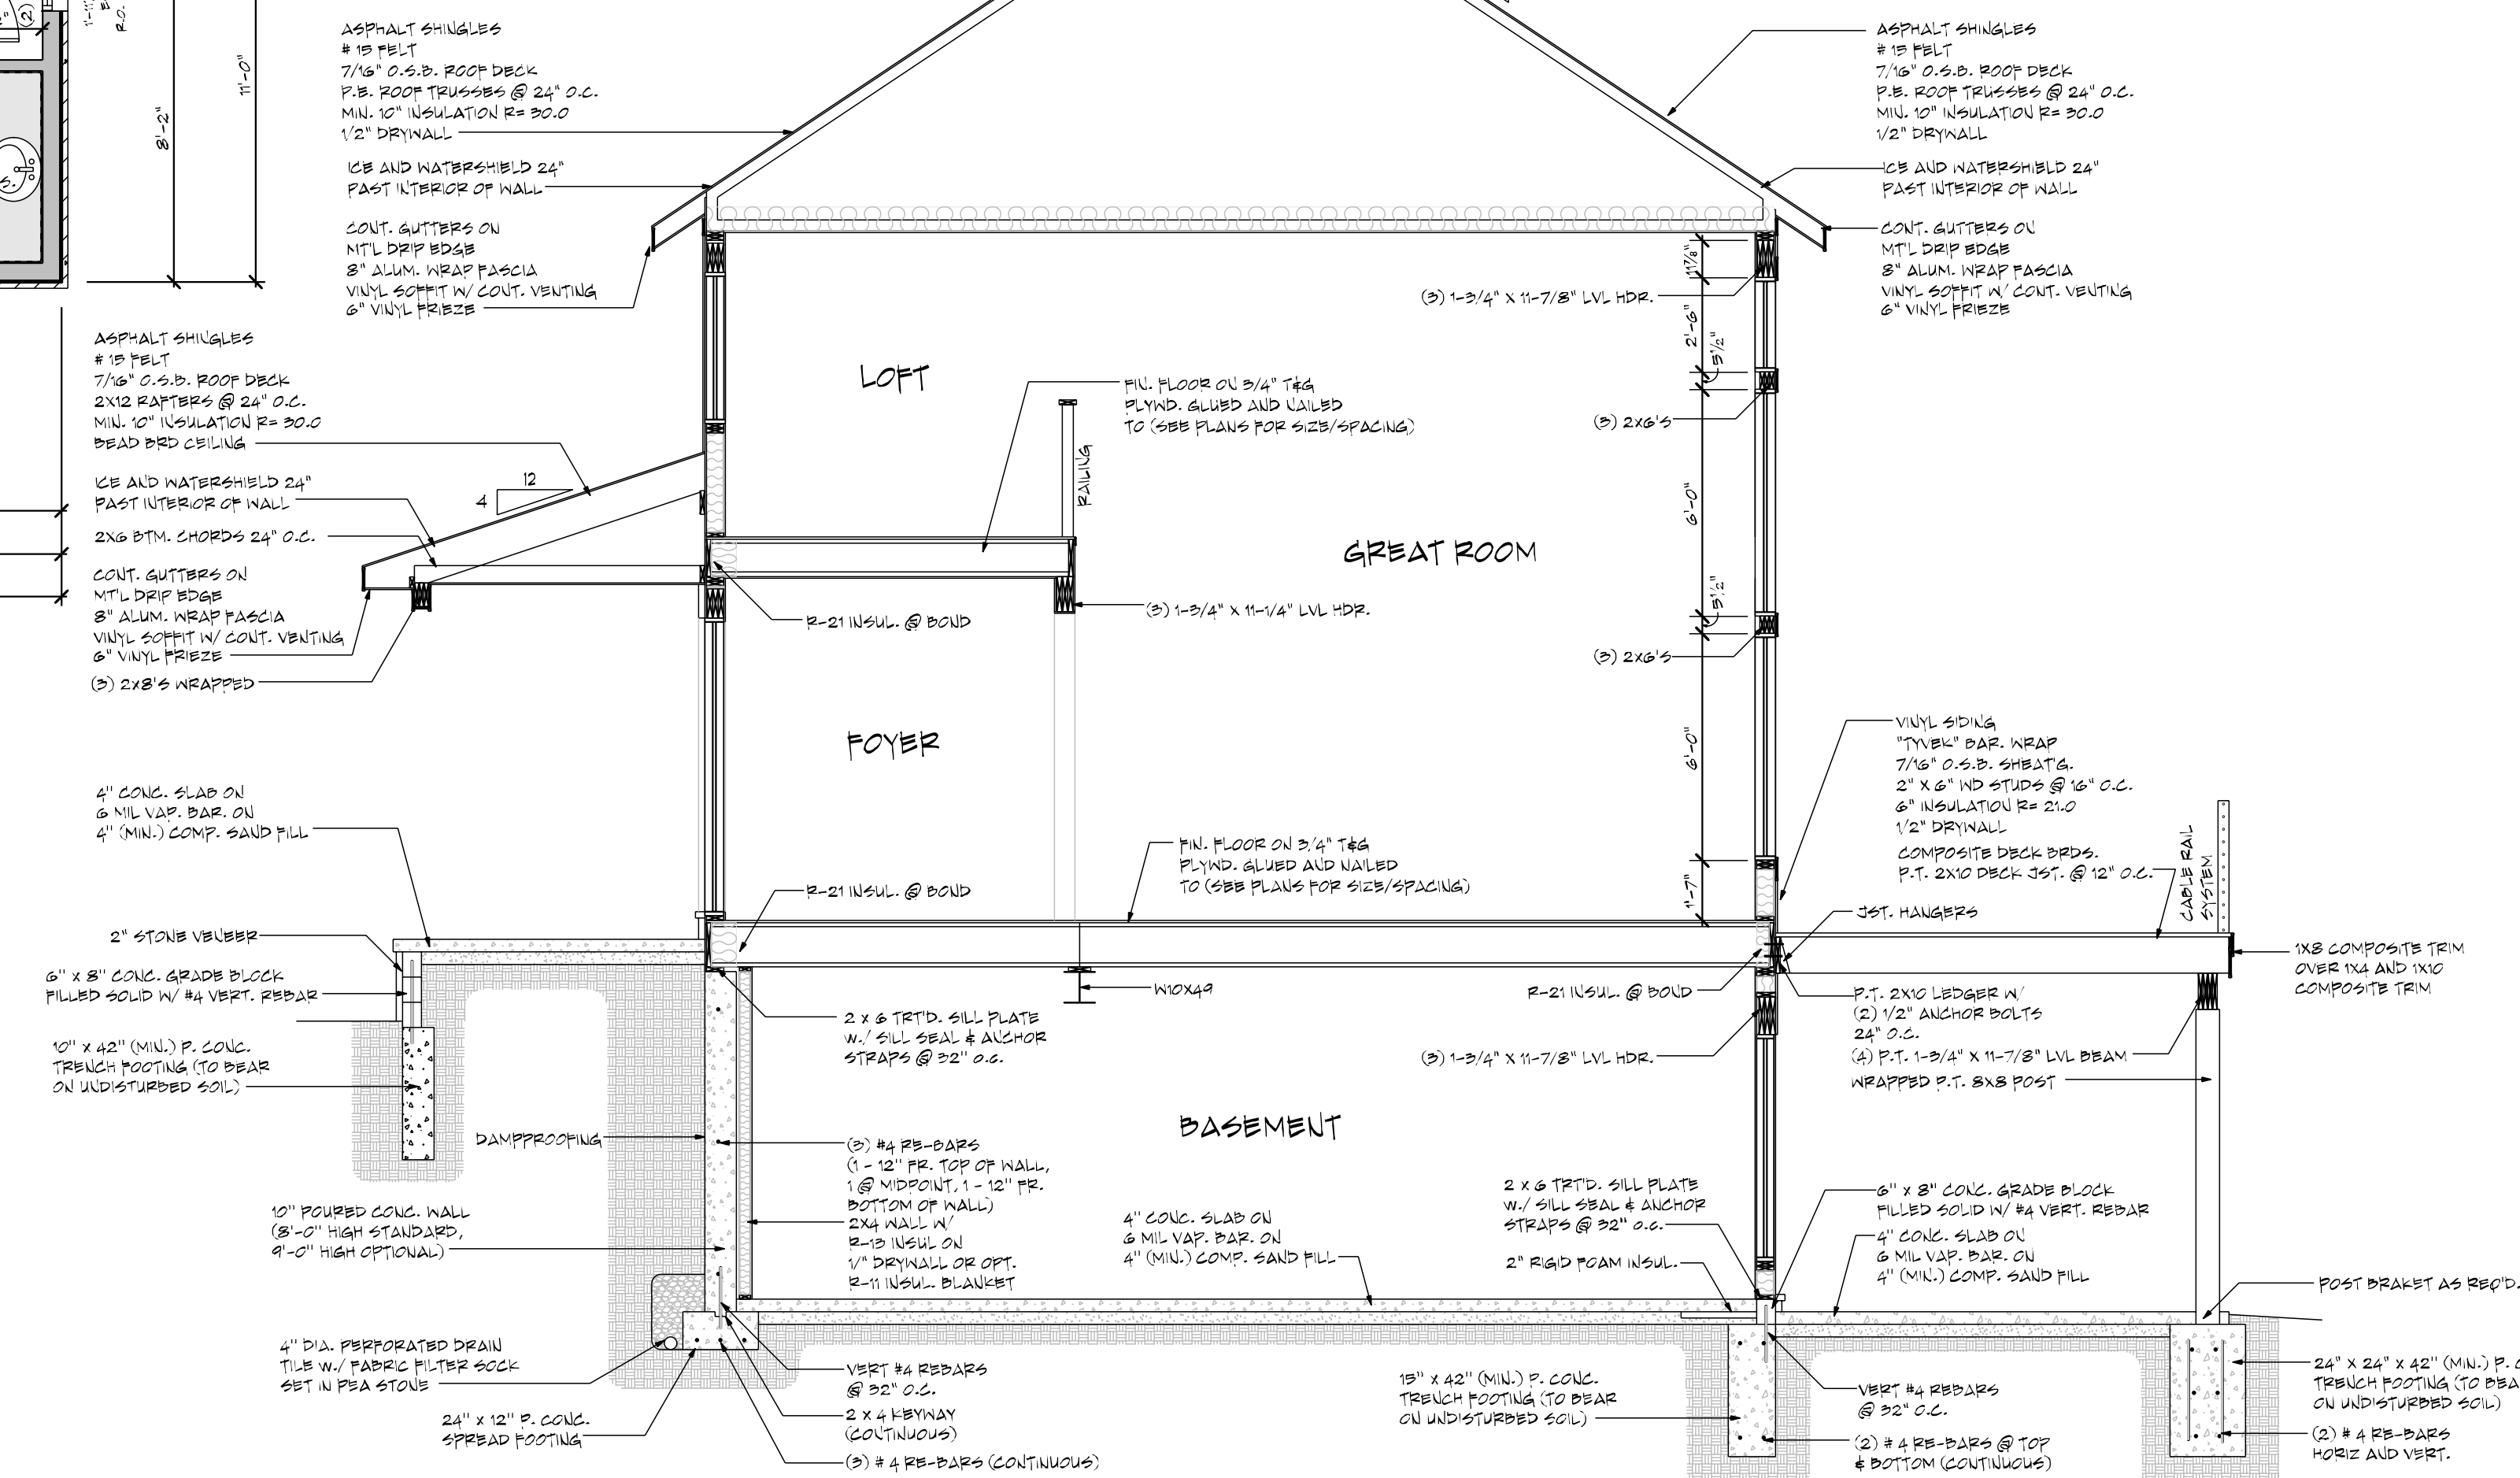 (2)
1'-11
R.O.
8'-2"
11'-0"
S.
ASPHALT SHINGLES
# 15 FELT
7/16" O.S.B. ROOF DECK
P.E. ROOF TRUSSES @ 24" O.C.
MIN. 10" INSULATION R= 30.0
1/2" DRYWALL
ICE AND WATERSHIELD 24"
PAST INTERIOR OF WALL
CONT. GUTTERS ON
MT'L DRIP EDGE
8" ALUM. WRAP FASCIA
VINYL SOFFIT W/ CONT. VENTING
6" VINYL FRIEZE
ASPHALT SHINGLES
# 15 FELT
7/16" O.S.B. ROOF DECK
P.E. ROOF TRUSSES @ 24" O.C.
MIN. 10" INSULATION R= 30.0
1/2" DRYWALL
ICE AND WATERSHIELD 24"
PAST INTERIOR OF WALL
CONT. GUTTERS ON
MT'L DRIP EDGE
8" ALUM. WRAP FASCIA
VINYL SOFFIT W/ CONT. VENTING
6" VINYL FRIEZE
ASPHALT SHINGLES
# 15 FELT
7/16" O.S.B. ROOF DECK
2X12 RAFTERS @ 24" O.C.
MIN. 10" INSULATION R= 30.0
BEAD BRD CEILING
ICE AND WATERSHIELD 24"
PAST INTERIOR OF WALL
2X6 BTM. CHORDS 24" O.C.
CONT. GUTTERS ON
MT'L DRIP EDGE
8" ALUM. WRAP FASCIA
VINYL SOFFIT W/ CONT. VENTING
6" VINYL FRIEZE
(3) 2X8'S WRAPPED
12
4
LOFT
FIN. FLOOR ON 3/4" T&G
PLYWD. GLUED AND NAILED
TO (SEE PLANS FOR SIZE/SPACING)
RAILING
(3) 1-3/4" X 11-7/8" LVL HDR.
11 7/8"
2'-6"
5 1/2"
(3) 2X6'S
6'-0"
GREAT ROOM
5 1/2"
(3) 2X6'S
6'-0"
1'-7"
R-21 INSUL. @ BOND
(3) 1-3/4" X 11-1/4" LVL HDR.
FOYER
FIN. FLOOR ON 3/4" T&G
PLYWD. GLUED AND NAILED
TO (SEE PLANS FOR SIZE/SPACING)
R-21 INSUL. @ BOND
VINYL SIDING
"TYVEK" BAR. WRAP
7/16" O.S.B. SHEAT'G.
2" X 6" WD STUDS @ 16" O.C.
6" INSULATION R= 21.0
1/2" DRYWALL
COMPOSITE DECK BRDS.
P.T. 2X10 DECK JST. @ 12" O.C.
CABLE RAIL
SYSTEM
JST. HANGERS
1X8 COMPOSITE TRIM
OVER 1X4 AND 1X10
COMPOSITE TRIM
4" CONC. SLAB ON
6 MIL VAP. BAR. ON
4" (MIN.) COMP. SAND FILL
2" STONE VENEER
6" X 8" CONC. GRADE BLOCK
FILLED SOLID W/ #4 VERT. REBAR
10" X 42" (MIN.) P. CONC.
TRENCH FOOTING (TO BEAR
ON UNDISTURBED SOIL)
W10X49
2 X 6 TRT'D. SILL PLATE
W./ SILL SEAL & ANCHOR
STRAPS @ 32" O.C.
R-21 INSUL. @ BOND
(3) 1-3/4" X 11-7/8" LVL HDR.
P.T. 2X10 LEDGER W/
(2) 1/2" ANCHOR BOLTS
24" O.C.
(4) P.T. 1-3/4" X 11-7/8" LVL BEAM
WRAPPED P.T. 8X8 POST
DAMPPROOFING
BASEMENT
(3) #4 RE-BARS
(1 - 12" FR. TOP OF WALL,
1 @ MIDPOINT, 1 - 12" FR.
BOTTOM OF WALL)
2X4 WALL W/
R-13 INSUL ON
1/" DRYWALL OR OPT.
R-11 INSUL. BLANKET
10" POURED CONC. WALL
(8'-0" HIGH STANDARD,
9'-0" HIGH OPTIONAL)
4" CONC. SLAB ON
6 MIL VAP. BAR. ON
4" (MIN.) COMP. SAND FILL
2 X 6 TRT'D. SILL PLATE
W./ SILL SEAL & ANCHOR
STRAPS @ 32" O.C.
2" RIGID FOAM INSUL.
6" X 8" CONC. GRADE BLOCK
FILLED SOLID W/ #4 VERT. REBAR
4" CONC. SLAB ON
6 MIL VAP. BAR. ON
4" (MIN.) COMP. SAND FILL
POST BRAKET AS REQ'D.
4" DIA. PERFORATED DRAIN
TILE W./ FABRIC FILTER SOCK
SET IN PEA STONE
24" X 12" P. CONC.
SPREAD FOOTING
VERT #4 REBARS
@ 32" O.C.
2 X 4 KEYWAY
(CONTINUOUS)
(3) # 4 RE-BARS (CONTINUOUS)
15" X 42" (MIN.) P. CONC.
TRENCH FOOTING (TO BEAR
ON UNDISTURBED SOIL)
VERT #4 REBARS
@ 32" O.C.
(2) # 4 RE-BARS @ TOP
& BOTTOM (CONTINUOUS)
24" X 24" X 42" (MIN.) P. C
TRENCH FOOTING (TO BEA
ON UNDISTURBED SOIL)
(2) # 4 RE-BARS
HORIZ AND VERT.